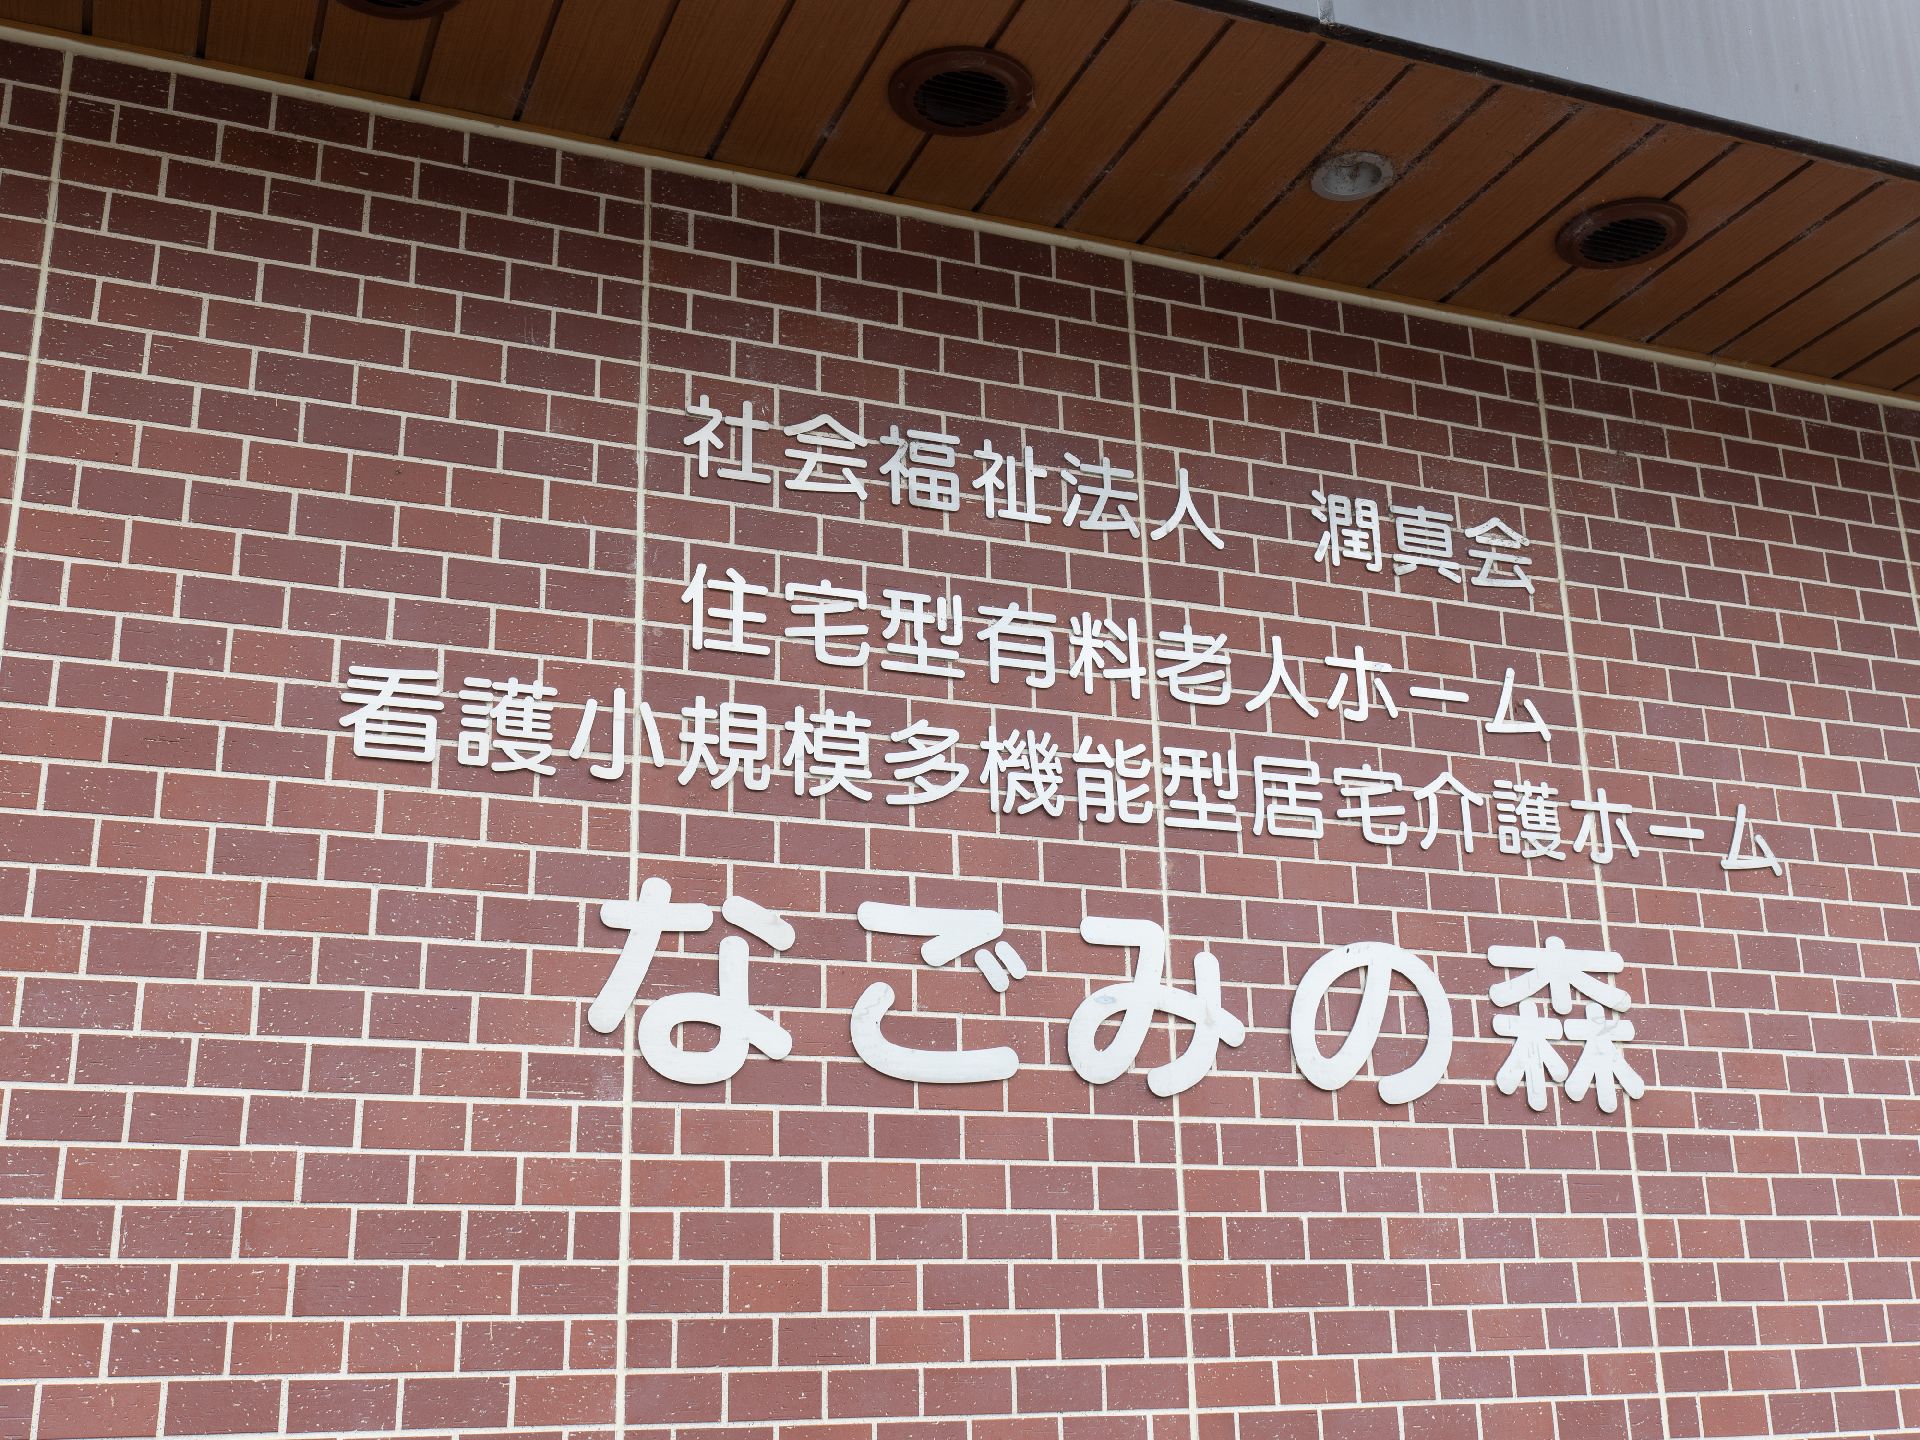 社会福祉法人　潤真会
住宅型有料老人ホーム
看護小規模多機能型居宅介護ホーム
なごみの森